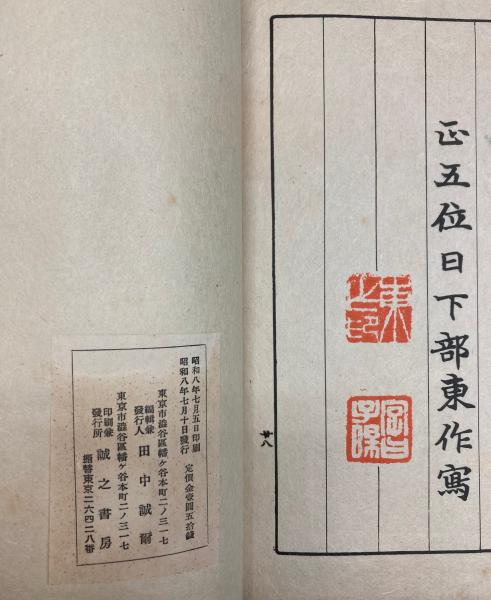 正五位日下部東作寫
東作之印
廿八
昭和八年七月五日印刷
昭和八年七月十日發行
定價金壹圓五拾錢
東京市澁谷區幡ヶ谷本町二ノ三一七
編輯兼發行人 田中誠爾
東京市澁谷區幡ヶ谷本町二ノ三一七
印刷兼發行所 誠之書房
振替東京二六四二八番